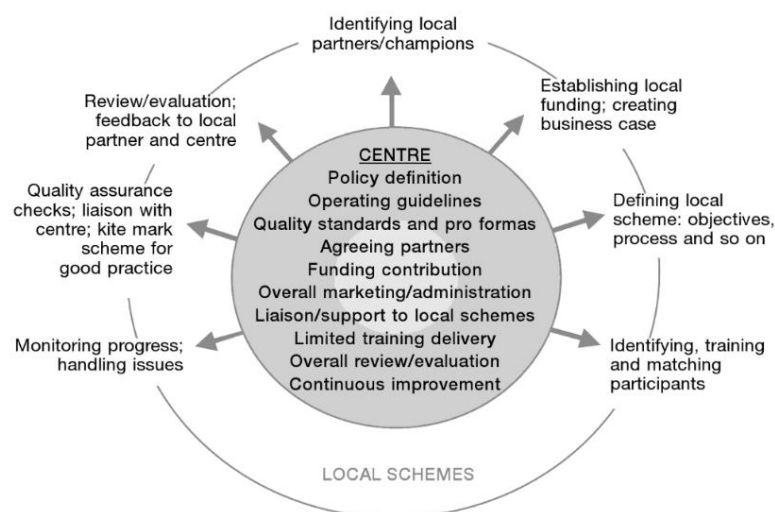 Identifying local
partners/champions
Establishing local
funding; creating
business case
Defining local
scheme: objectives,
process and so on
Identifying, training
and matching
participants
Monitoring progress;
handling issues
Quality assurance
checks; liaison with
centre; kite mark
scheme for
good practice
Review/evaluation;
feedback to local
partner and centre
CENTRE
Policy definition
Operating guidelines
Quality standards and pro formas
Agreeing partners
Funding contribution
Overall marketing/administration
Liaison/support to local schemes
Limited training delivery
Overall review/evaluation
Continuous improvement
LOCAL SCHEMES